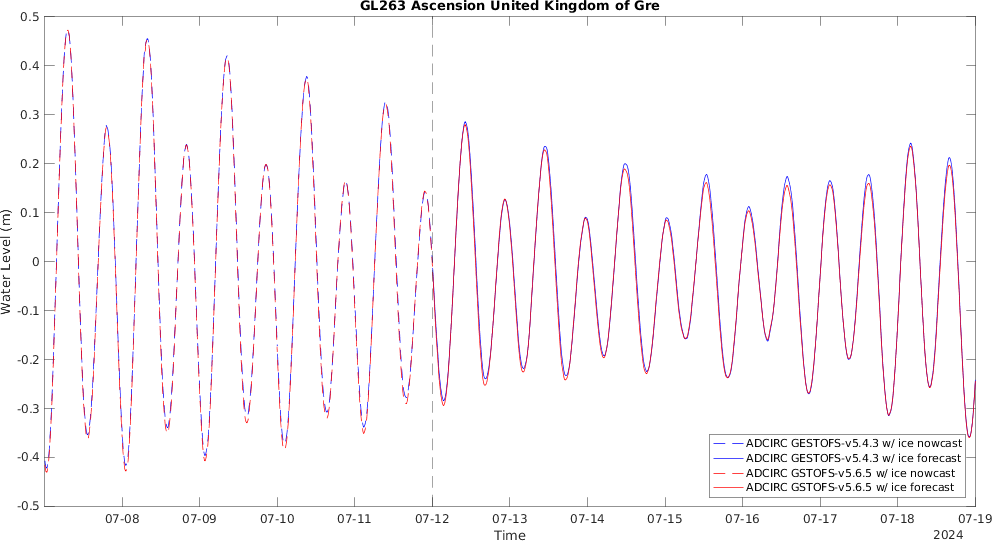 GL263 Ascension United Kingdom of Gre
0.5
0.4
0.3
0.2
0.1
0
-0.1
-0.2
-0.3
-0.4
-0.5
Water Level (m)
ADCIRC GESTOFS-v5.4.3 w/ ice nowcast
ADCIRC GESTOFS-v5.4.3 w/ ice forecast
ADCIRC GSTOFS-v5.6.5 w/ ice nowcast
ADCIRC GSTOFS-v5.6.5 w/ ice forecast
07-08 07-09 07-10 07-11 07-12 07-13 07-14 07-15 07-16 07-17 07-18 07-19
Time
2024